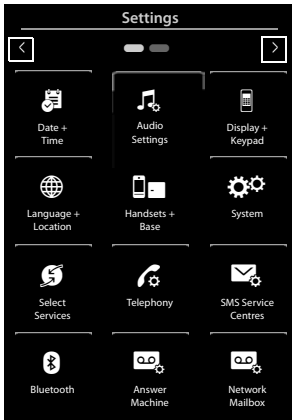 Settings
Date +
Time
Audio
Settings
Display +
Keypad
Language +
Location
Handsets +
Base
System
Select
Services
Telephony
SMS Service
Centres
Bluetooth
Answer
Machine
Network
Mailbox